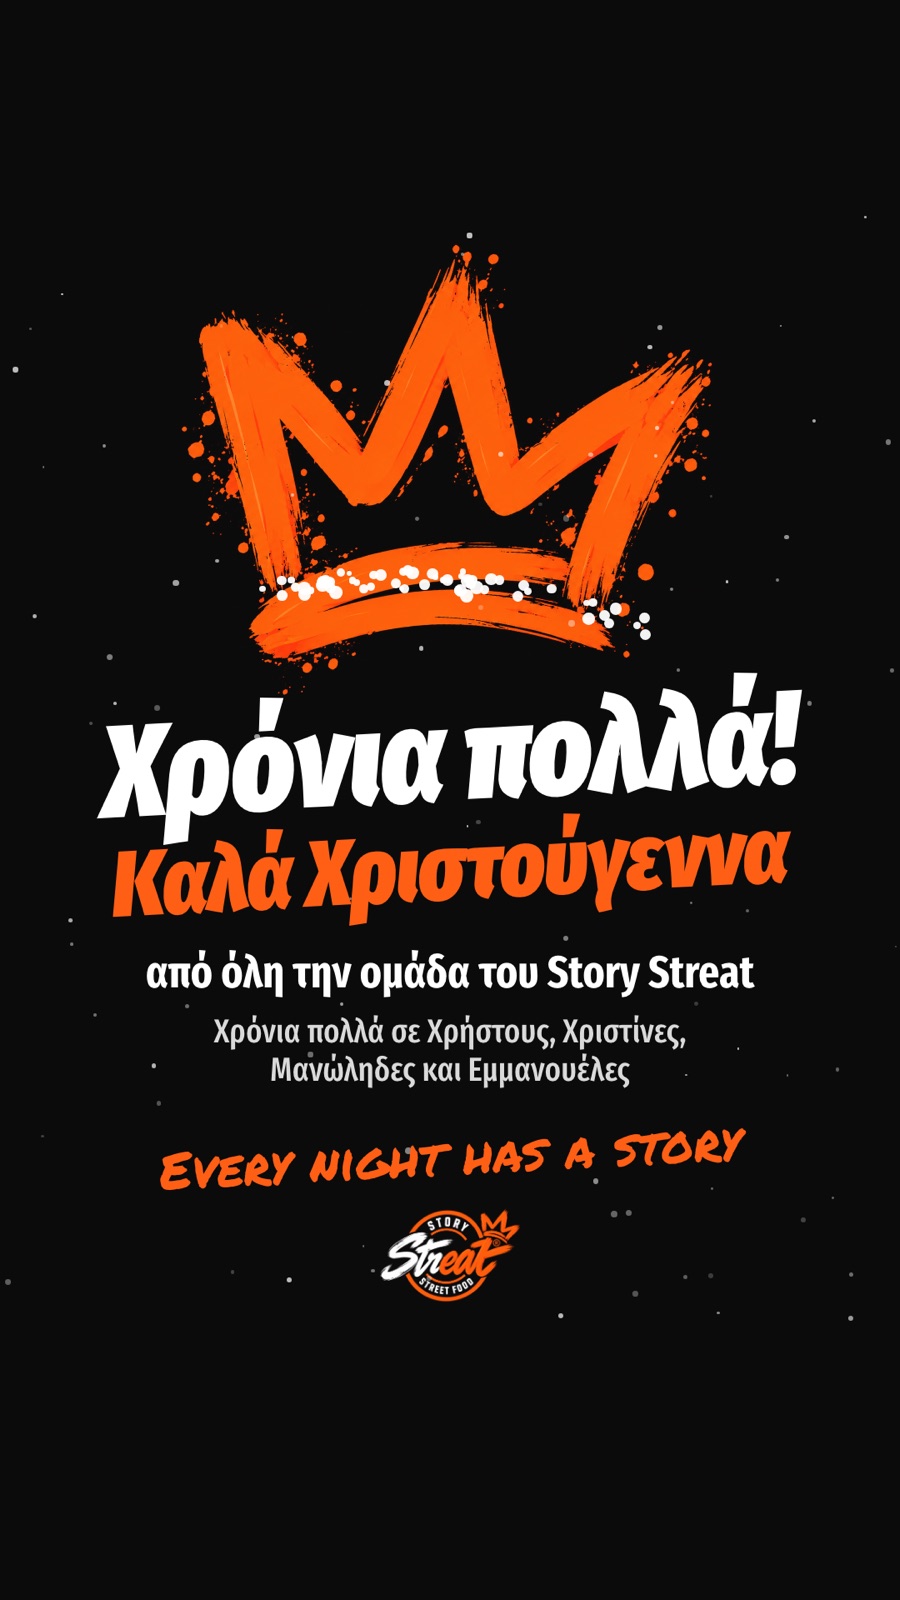 Χρόνια πολλά!
Καλά Χριστούγεννα
από όλη την ομάδα του Story Streat
Χρόνια πολλά σε Χρήστους, Χριστίνες,
Μανώληδες και Εμμανουέλες
EVERY NIGHT HAS A STORY
STORY
Streat
STREET FOOD